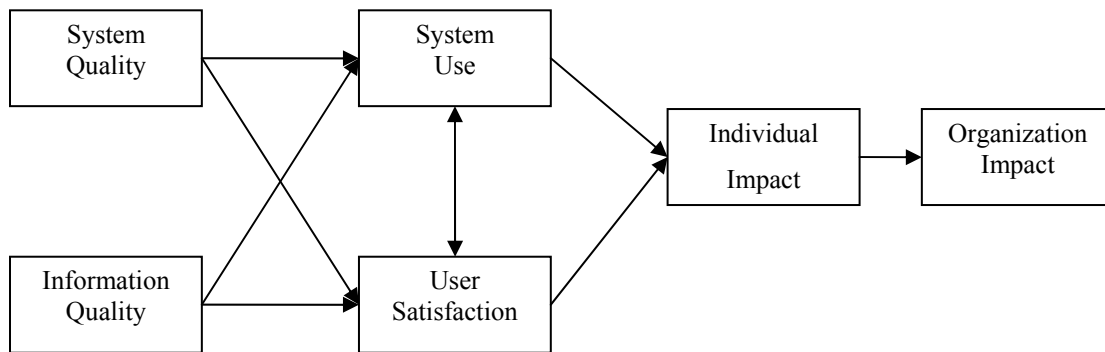 System
Quality
System
Use
Individual
Impact
Organization
Impact
Information
Quality
User
Satisfaction